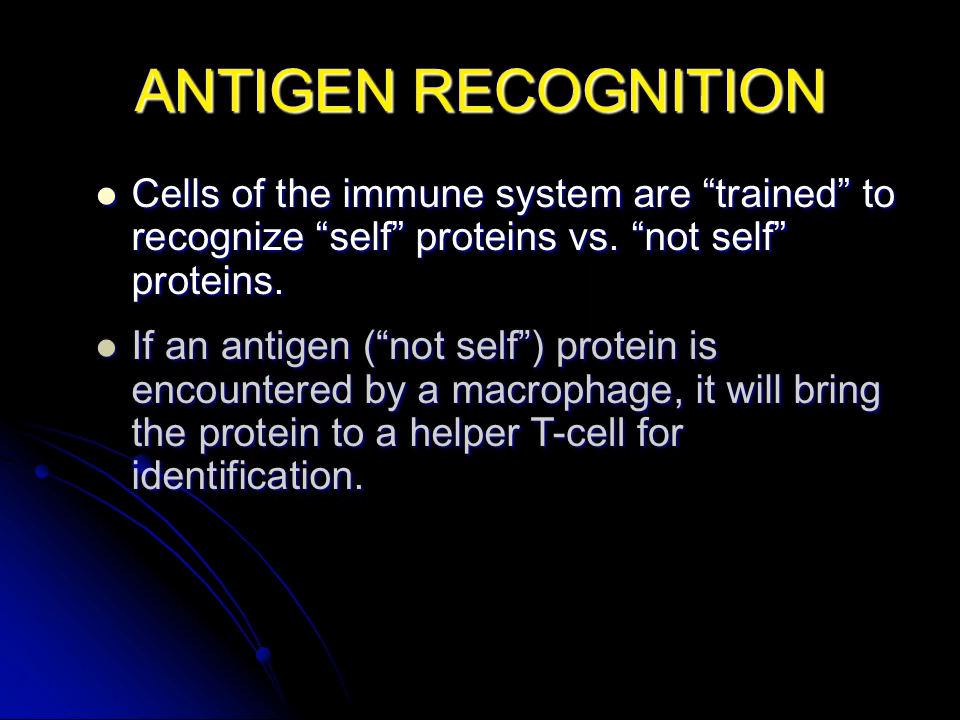 ANTIGEN RECOGNITION
● Cells of the immune system are “trained” to
recognize “self” proteins vs. “not self”
proteins.
● If an antigen (“not self”) protein is
encountered by a macrophage, it will bring
the protein to a helper T-cell for
identification.